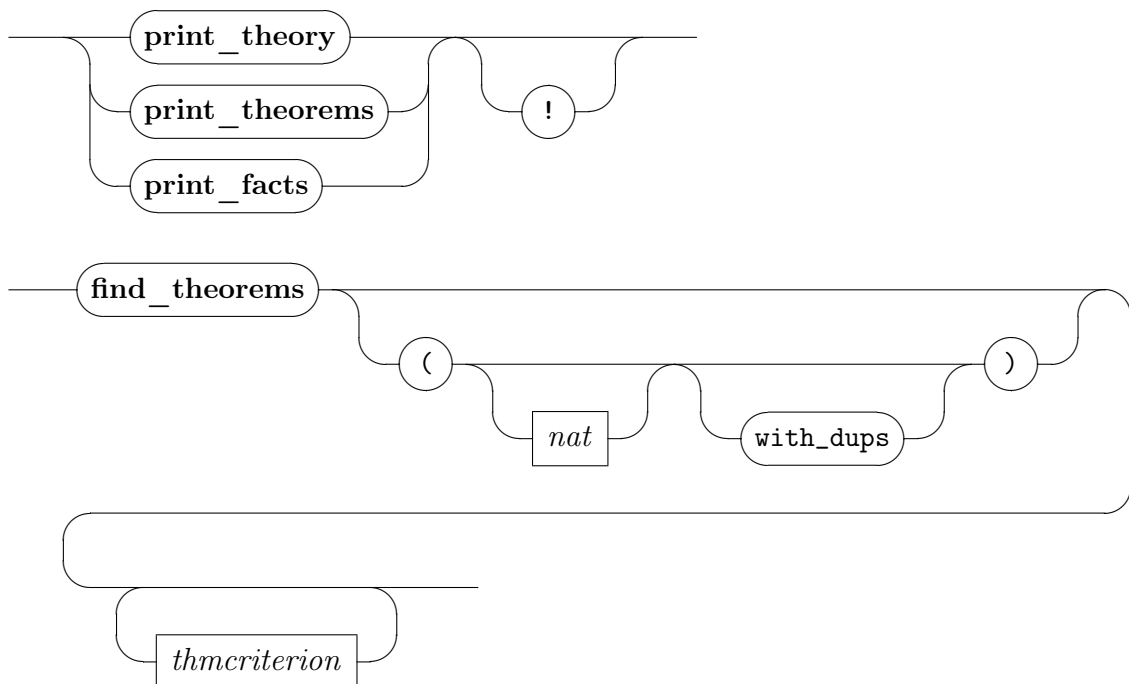 print_theory
print_theorems
!
print_facts
find_theorems
( )
nat with_dups
thmcriterion